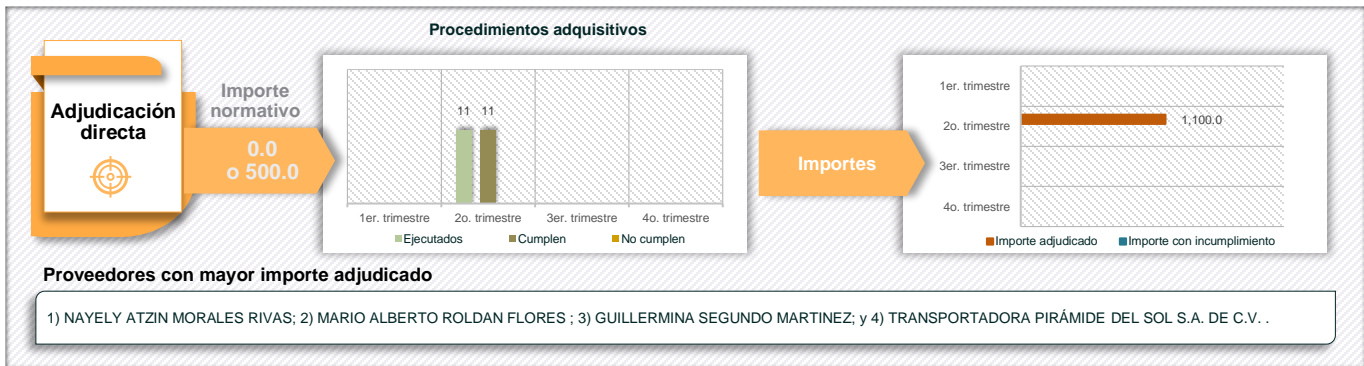 Procedimientos adquisitivos
Adjudicación
directa
Importe
normativo
0.0
o 500.0
11 11
1er. trimestre 2o. trimestre 3er. trimestre 4o. trimestre
Ejecutados Cumplen No cumplen
Importes
1er. trimestre
2o. trimestre
1,100.0
3er. trimestre
4o. trimestre
Importe adjudicado Importe con incumplimiento
Proveedores con mayor importe adjudicado
1) NAYELY ATZIN MORALES RIVAS; 2) MARIO ALBERTO ROLDAN FLORES ; 3) GUILLERMINA SEGUNDO MARTINEZ; y 4) TRANSPORTADORA PIRÁMIDE DEL SOL S.A. DE C.V. .